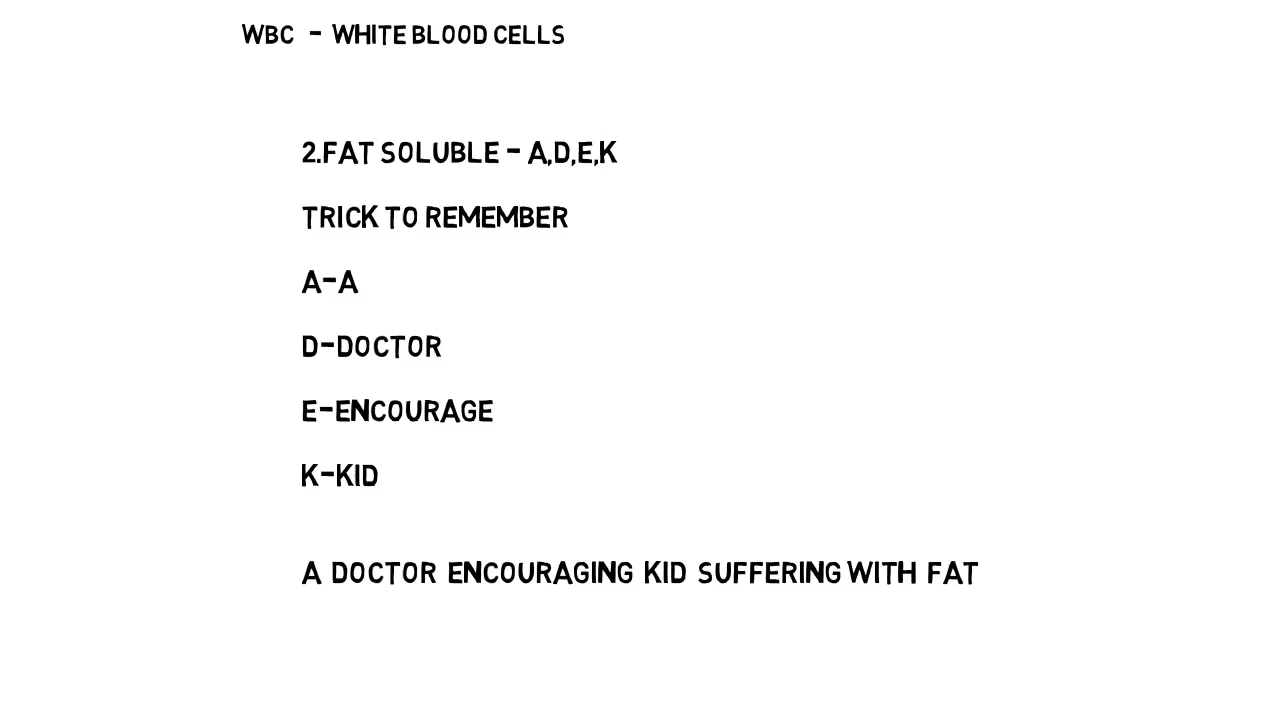 WBC - WHITE BLOOD CELLS
2.FAT SOLUBLE - A,D,E,K
TRICK TO REMEMBER
A-A
D-DOCTOR
E-ENCOURAGE
K-KID
A DOCTOR ENCOURAGING KID SUFFERING WITH FAT